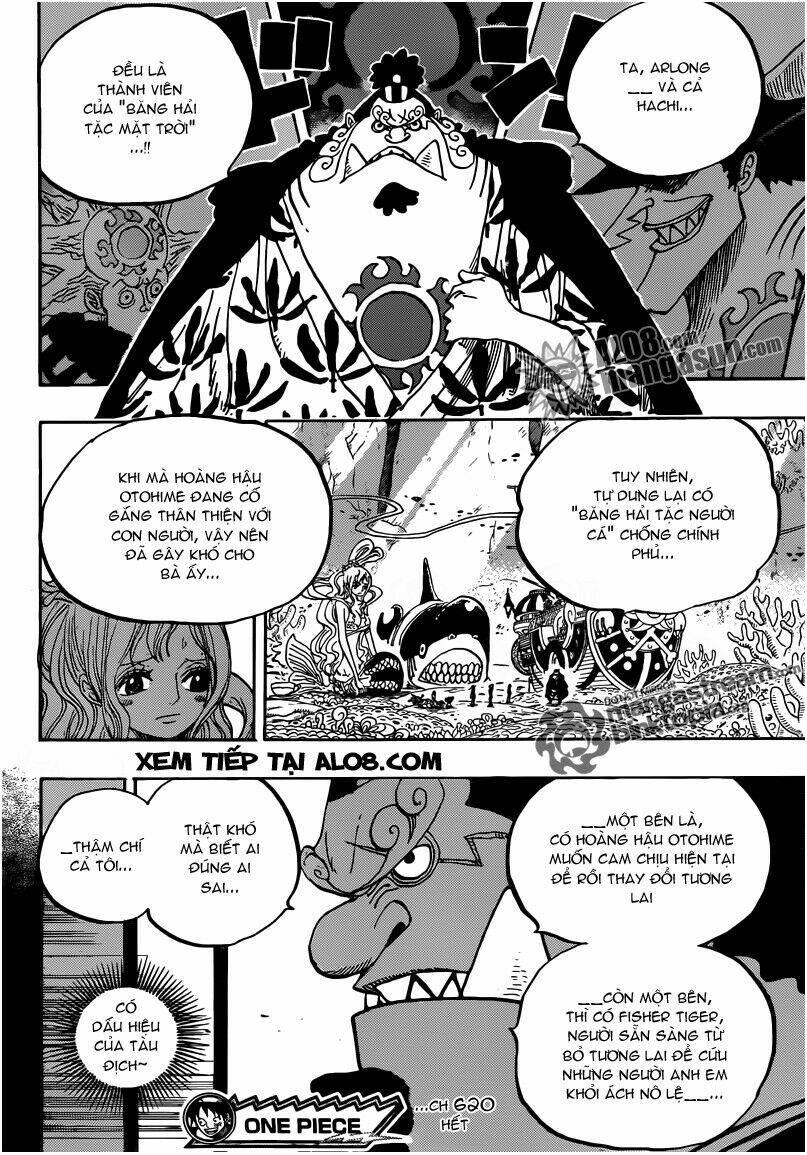 TA, ARLONG
__ VÀ CẢ
HACHI...
ĐỀU LÀ
THÀNH VIÊN
CỦA "BĂNG HẢI
TẶC MẶT TRỜI"
...!!
1208.com
mangasun.com
TUY NHIÊN,
TỰ DUNG LẠI CÓ
"BĂNG HẢI TẶC NGƯỜI
CÁ" CHỐNG CHÍNH
PHỦ...
KHI MÀ HOÀNG HẬU
OTOHIME ĐANG CỐ
GẮNG THÂN THIỆN VỚI
CON NGƯỜI, VẬY NÊN
ĐÃ GÂY KHÓ CHO
BÀ ẤY...
XEM TIẾP TẠI ALO8.COM
__MỘT BÊN LÀ,
CÓ HOÀNG HẬU OTOHIME
MUỐN CAM CHỊU HIỆN TẠI
ĐỂ RỒI THAY ĐỔI TƯƠNG
LAI
__CÒN MỘT BÊN,
THÌ CÓ FISHER TIGER,
NGƯỜI SẴN SÀNG TỪ
BỎ TƯƠNG LAI ĐỂ CỨU
NHỮNG NGƯỜI ANH EM
KHỎI ÁCH NÔ LỆ__...
THẬT KHÓ
MÀ BIẾT AI
ĐÚNG AI
SAI...
_THẬM CHÍ
CẢ TÔI...
CÓ
DẤU HIỆU
CỦA TÀU
ĐỊCH~
ONE PIECE
...CH 620
HẾT